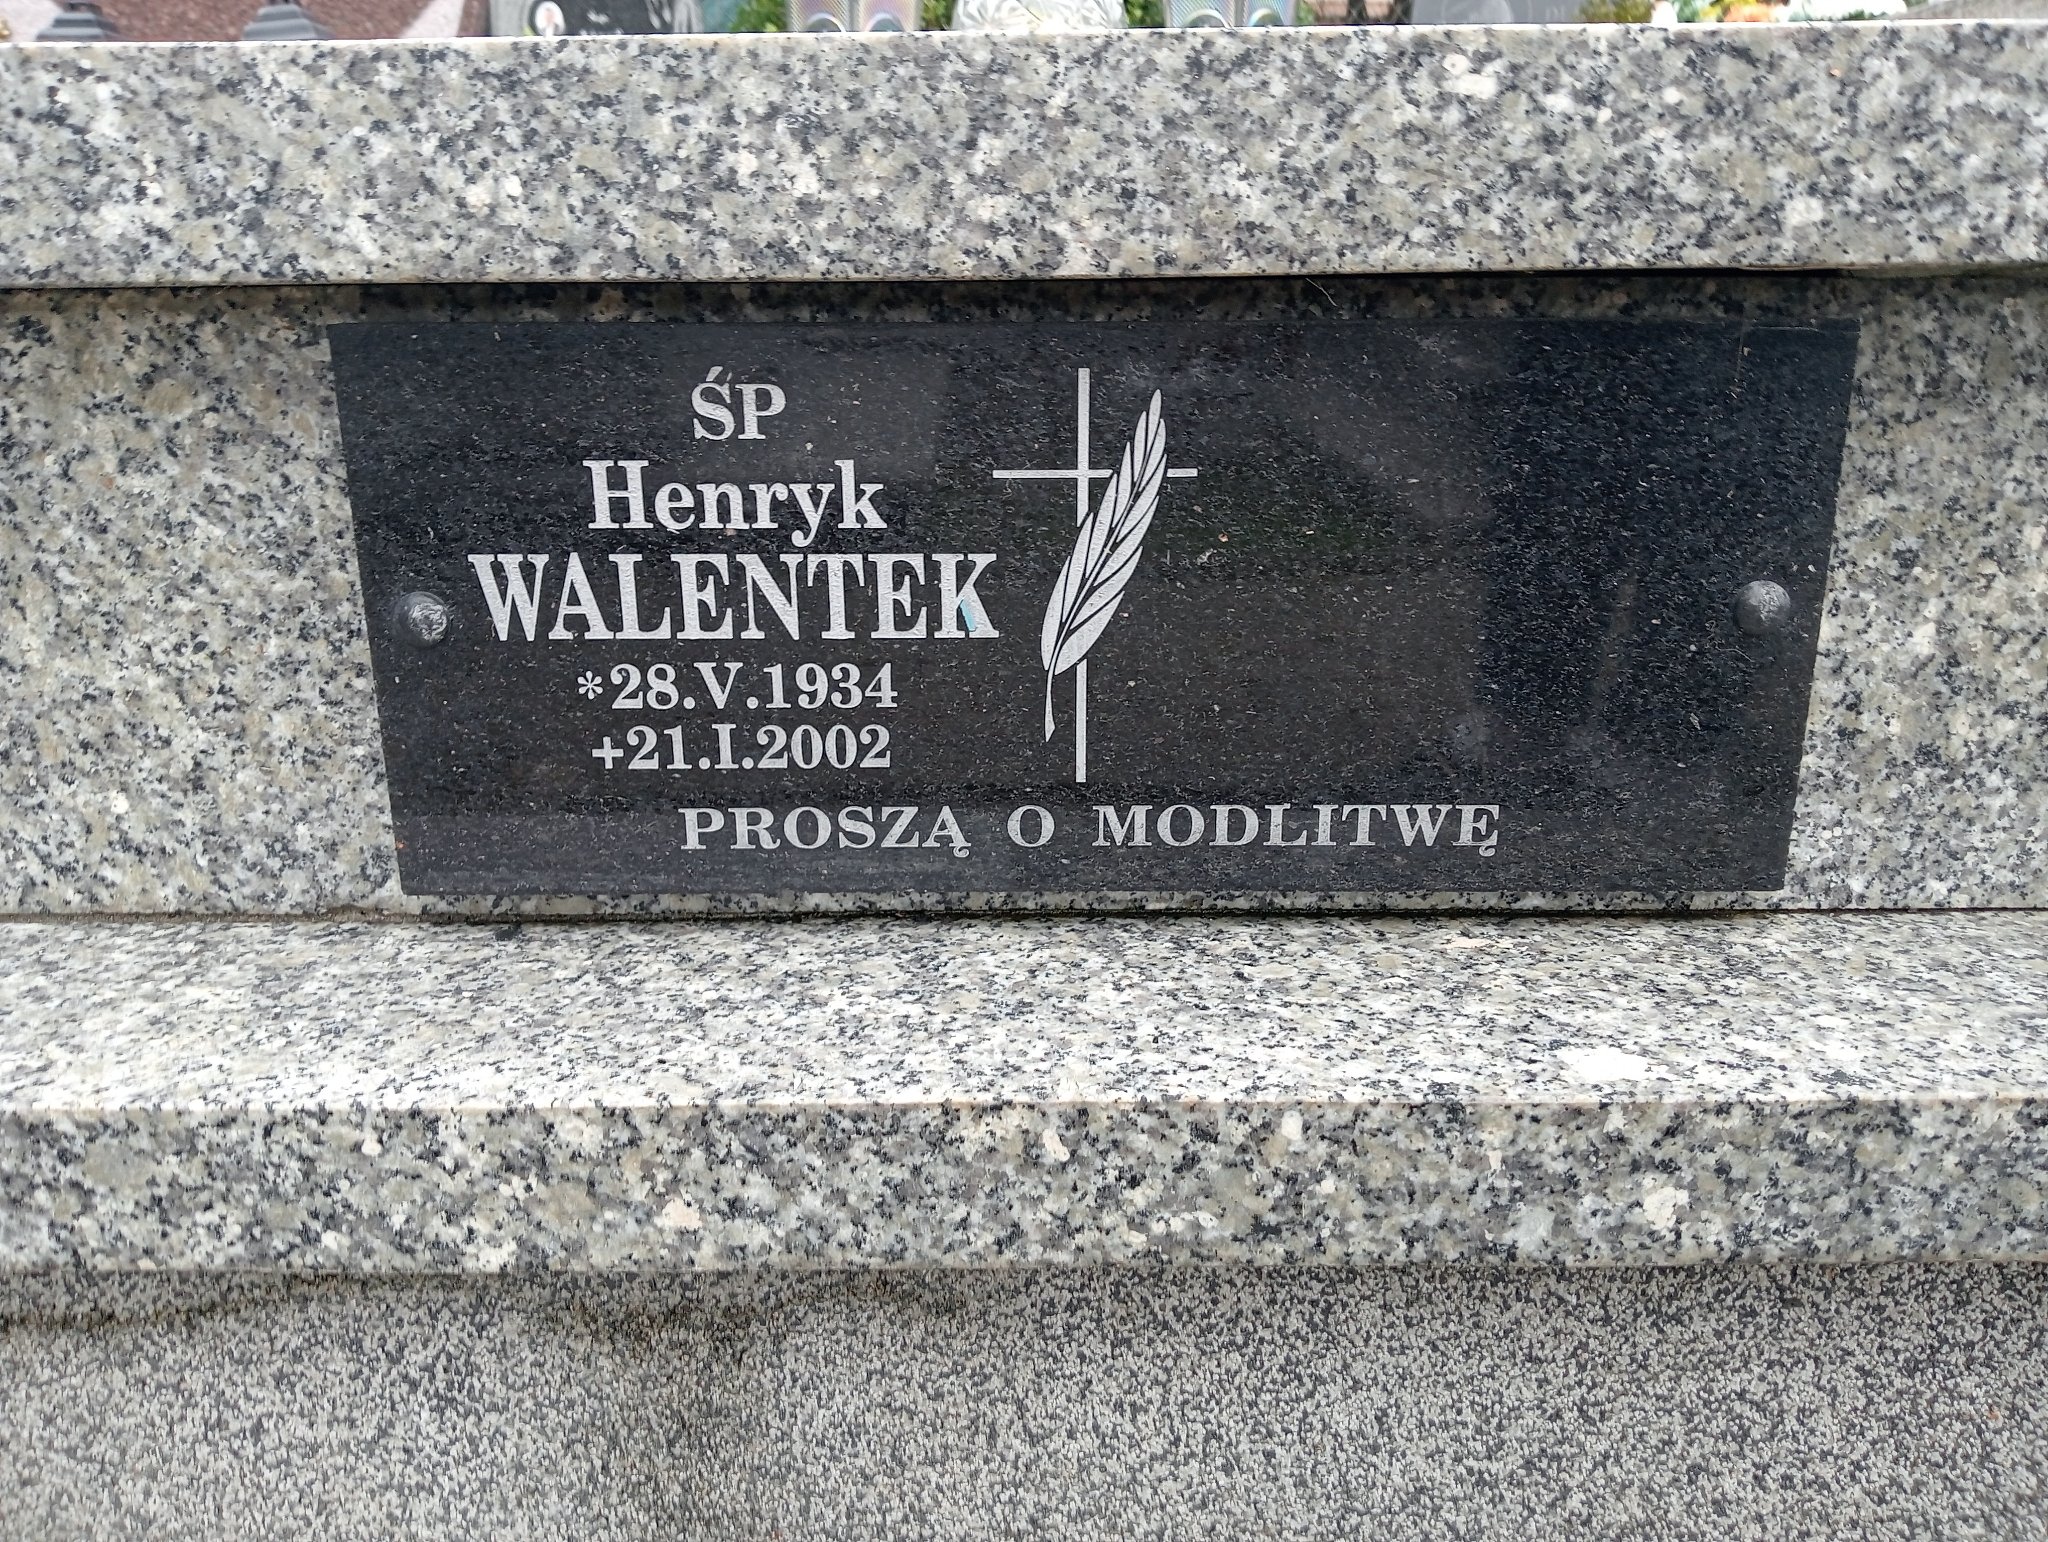 ŚP
Henryk
WALENTEK
*28.V.1934
+21.I.2002
PROSZĄ O MODLITWĘ